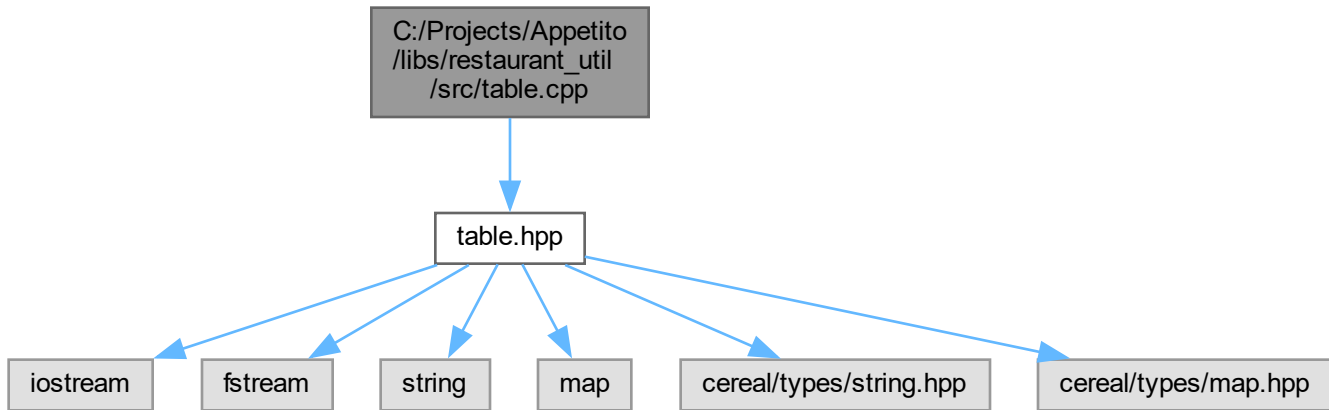 C:/Projects/Appetito
/libs/restaurant_util
/src/table.cpp
table.hpp
iostream
fstream
string
map
cereal/types/string.hpp
cereal/types/map.hpp